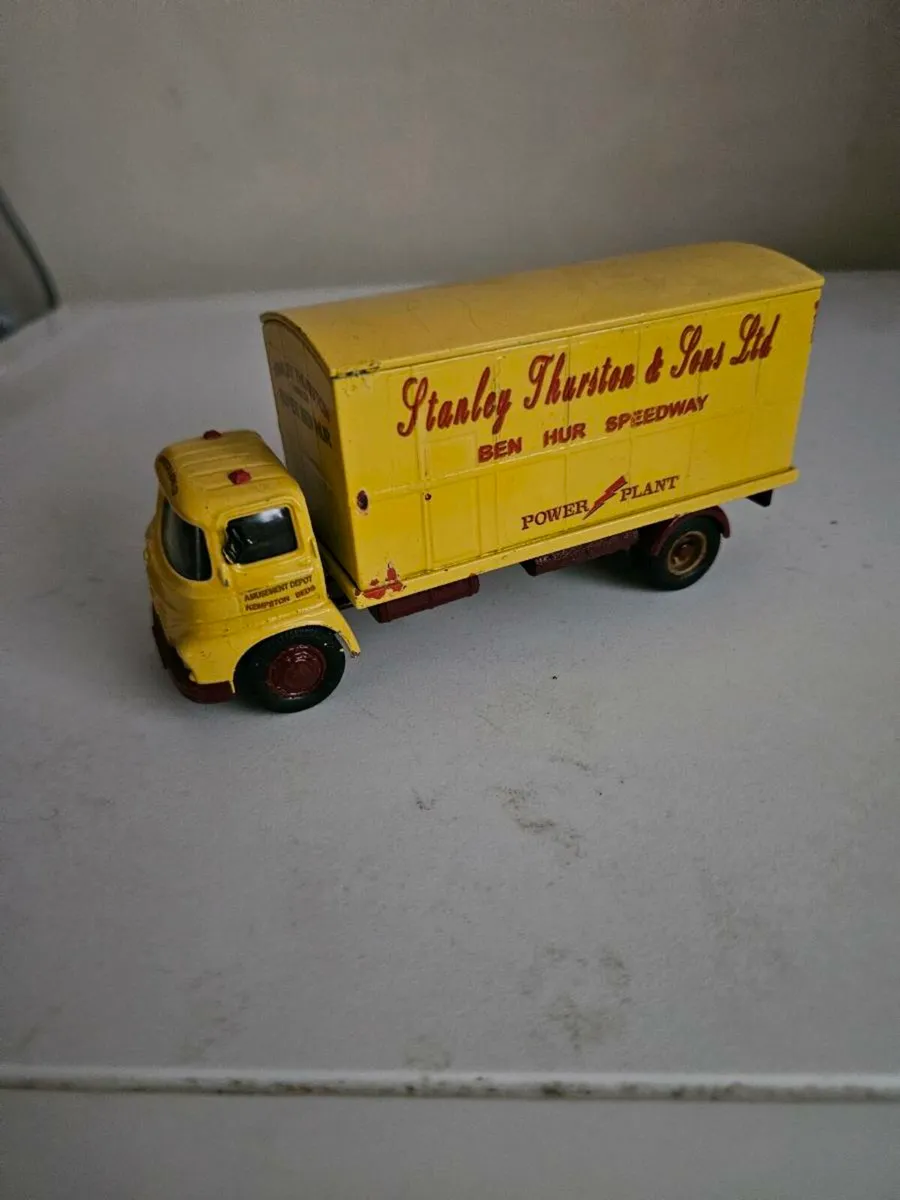 Stanley Thurston & Sons Ltd
BEN HUR SPEEDWAY
POWER PLANT
AMUSEMENT DEPOT
KEMPSTON BEDS